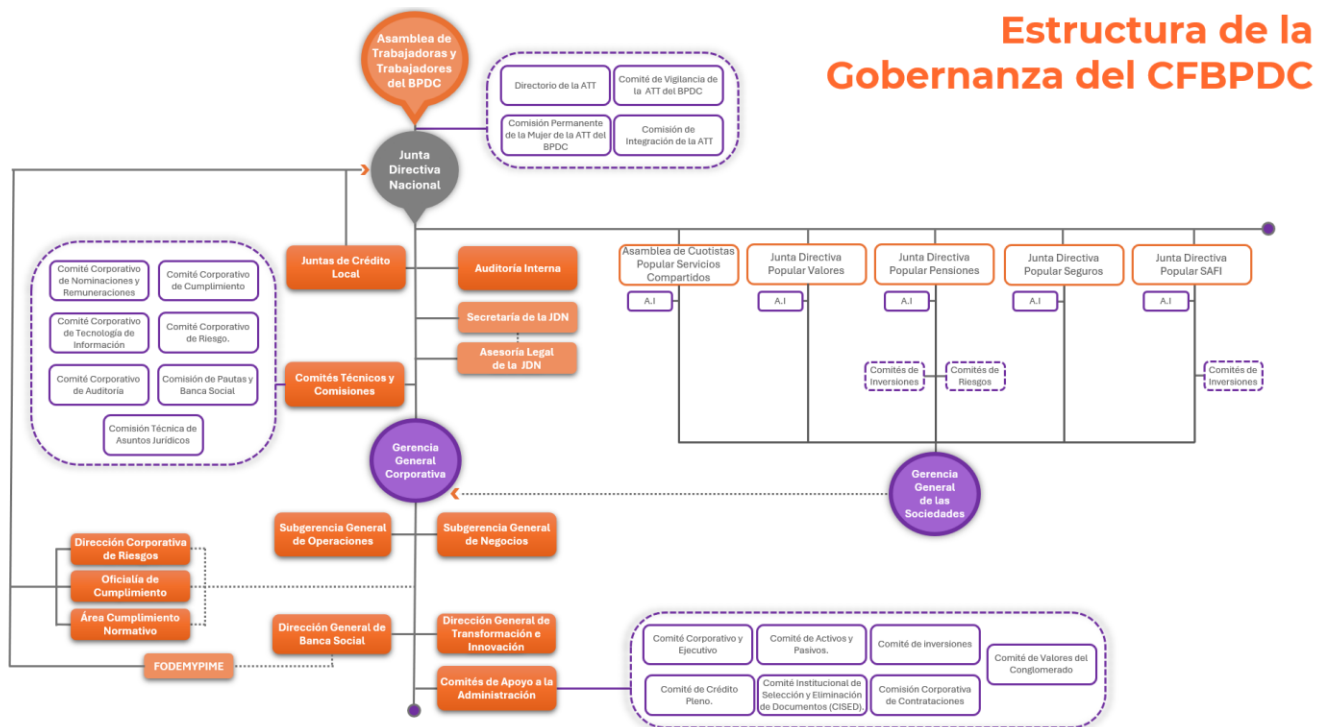 Estructura de la
Gobernanza del CFBPDC
Asamblea de
Trabajadoras y
Trabajadores
del BPDC
Directorio de la ATT
Comité de Vigilancia de
la ATT del BPDC
Comisión Permanente
de la Mujer de la ATT del
BPDC
Comisión de
Integración de la ATT
Junta
Directiva
Nacional
Juntas de Crédito
Local
Auditoría Interna
Secretaría de la JDN
Asesoría Legal
de la JDN
Comités Técnicos y
Comisiones
Comité Corporativo
de Nominaciones y
Remuneraciones
Comité Corporativo
de Cumplimiento
Comité Corporativo
de Tecnología de
Información
Comité Corporativo
de Riesgo.
Comité Corporativo
de Auditoría
Comisión de Pautas y
Banca Social
Comisión Técnica de
Asuntos Jurídicos
Asamblea de Cuotistas
Popular Servicios
Compartidos
Junta Directiva
Popular Valores
Junta Directiva
Popular Pensiones
Junta Directiva
Popular Seguros
Junta Directiva
Popular SAFI
A.I
A.I
A.I
A.I
A.I
Comités de
Inversiones
Comités de
Riesgos
Comités de
Inversiones
Gerencia
General
Corporativa
Gerencia
General
de las
Sociedades
Subgerencia General
de Operaciones
Subgerencia General
de Negocios
Dirección Corporativa
de Riesgos
Oficialía de
Cumplimiento
Área Cumplimiento
Normativo
FODEMYPIME
Dirección General de
Banca Social
Dirección General de
Transformación e
Innovación
Comités de Apoyo a la
Administración
Comité Corporativo y
Ejecutivo
Comité de Activos y
Pasivos.
Comité de inversiones
Comité de Valores del
Conglomerado
Comité de Crédito
Pleno.
Comité Institucional de
Selección y Eliminación
de Documentos (CISED).
Comisión Corporativa
de Contrataciones